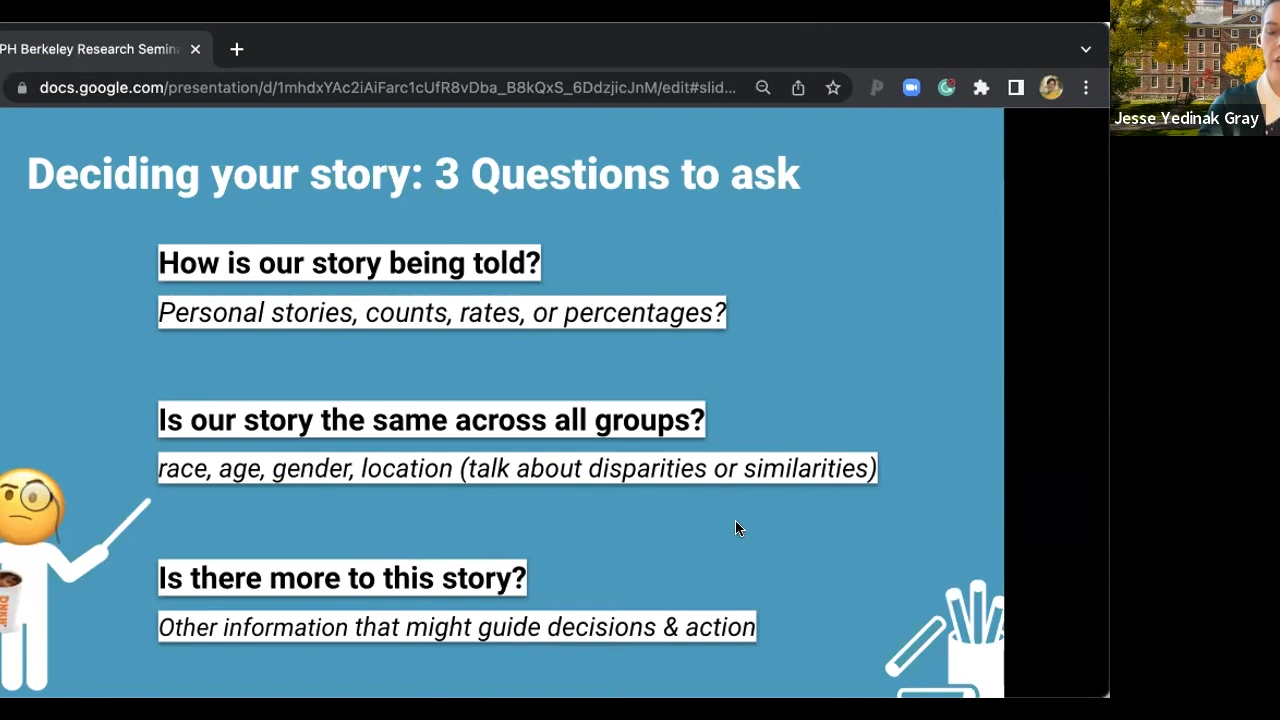 PH Berkeley Research Semina
docs.google.com/presentation/d/1mhdxYAc2iAiFarc1cUfR8vDba_B8kQxS_6DdzjicJnM/edit#slid...
Jesse Yedinak Gray
Deciding your story: 3 Questions to ask
How is our story being told?
Personal stories, counts, rates, or percentages?
Is our story the same across all groups?
race, age, gender, location (talk about disparities or similarities)
Is there more to this story?
Other information that might guide decisions & action
DNKN'